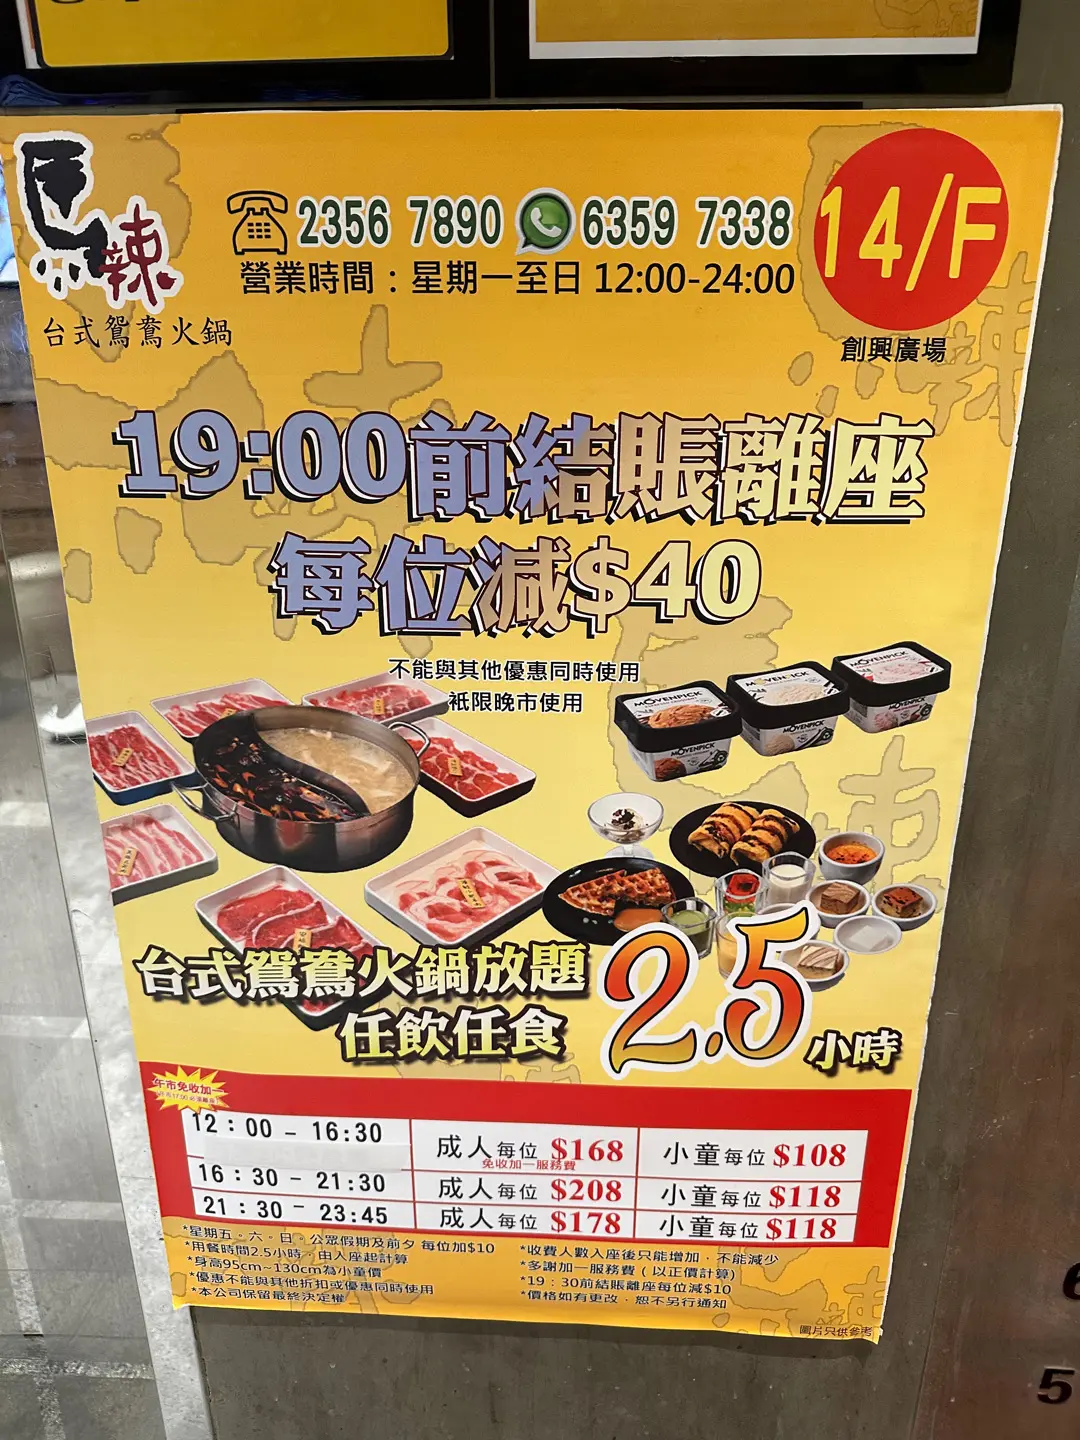 馬辣
台式鴛鴦火鍋
2356 7890 6359 7338
營業時間：星期一至日 12:00-24:00
14/F
創興廣場
19:00前結賬離座
每位減$40
不能與其他優惠同時使用
衹限晚市使用
MÖVENPICK
MÖVENPICK
MÖVENPICK
MÖVENPICK
MÖVENPICK
MÖVENPICK
台式鴛鴦火鍋放題
任飲任食
2.5小時
午市免收加一
12：00 – 16:30 成人每位 $168 小童每位 $108
免收加一服務費
16：30 – 21:30 成人每位 $208 小童每位 $118
21：30 – 23:45 成人每位 $178 小童每位 $118
*星期五。六。日。公眾假期及前夕 每位加$10
*用餐時間2.5小時。由入座起計算
*身高95cm~130cm為小童價
*優惠不能與其他折扣或優惠同時使用
*本公司保留最終決定權
*收費人數入座後只能增加﹑不能減少
*多謝加一服務費（以正價計算)
*19：30前結賬離座每位減$10
*價格如有更改﹑恕不另行通知
圖片只供參考
6
5